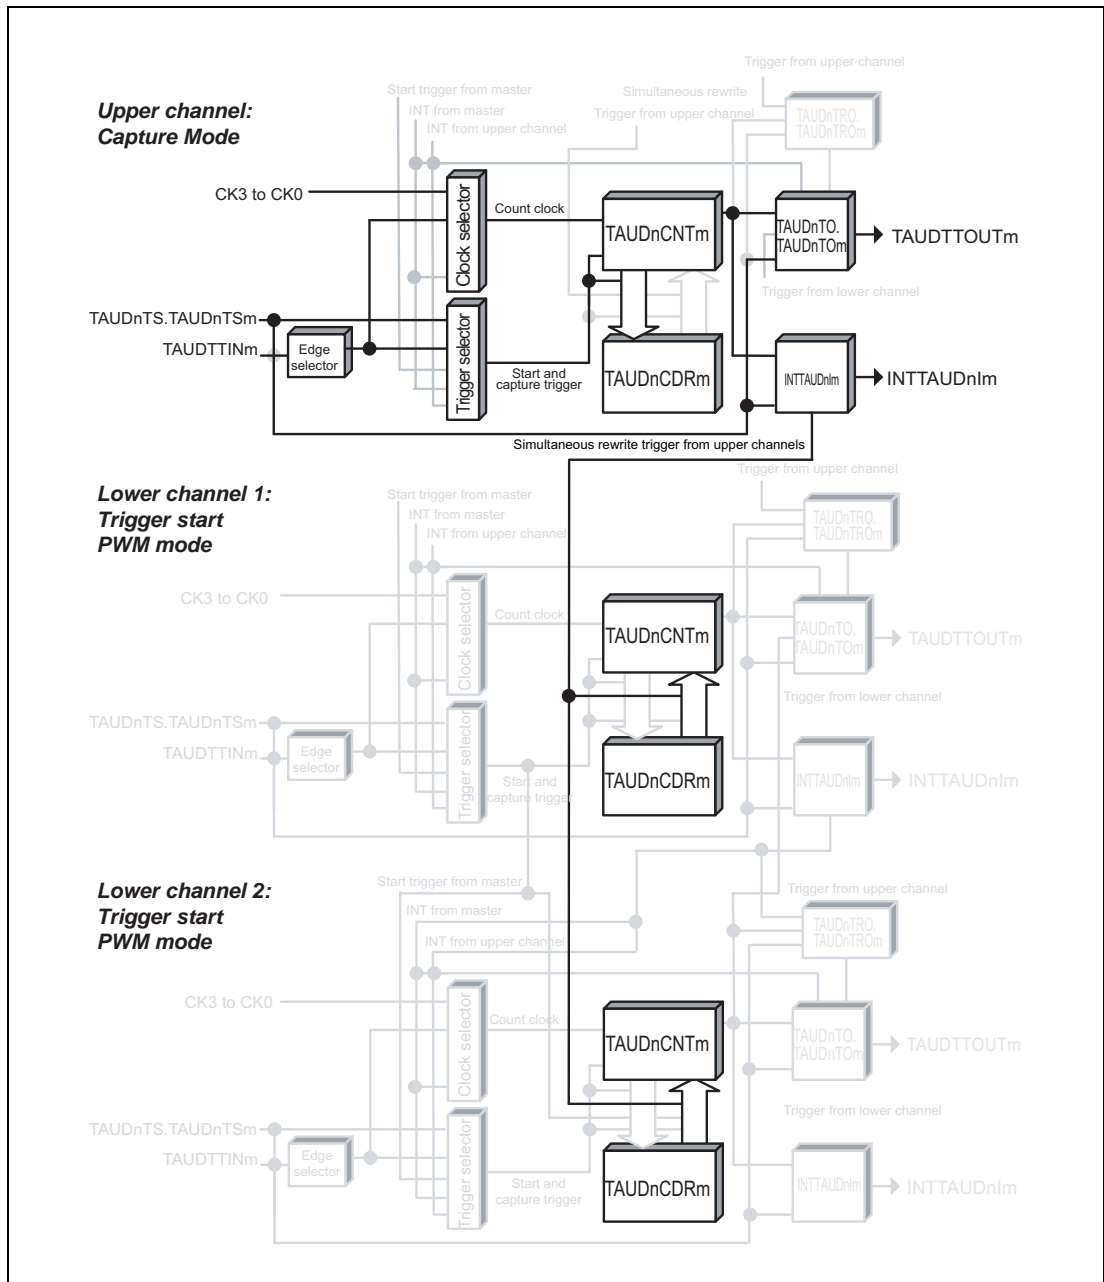 Trigger from upper-channel
Start trigger from master
Simultaneous rewrite
Upper channel:
Capture Mode
INT from master
Trigger from upper channel
TAUDnTRO.
TAUDnTROm
INT from upper channel
CK3 to CK0
Clock selector
Count clock
TAUDnCNTm
TAUDnTO.
TAUDnTOm
TAUDTTOUTm
Trigger from lower channel
TAUDnTS.TAUDnTSm
TAUDTTINm
Edge
selector
Trigger selector
Start and
capture trigger
TAUDnCDRm
INTTAUDnIm
INTTAUDnIm
Simultaneous rewrite trigger from upper channels
Trigger from upper channel
Lower channel 1:
Trigger start
PWM mode
Start trigger from master
INT from master
INT from upper channel
TAUDnTRO.
TAUDnTROm
CK3 to CK0
Clock selector
Count clock
TAUDnCNTm
TAUDnTO.
TAUDnTOm
TAUDTTOUTm
Trigger from lower channel
TAUDnTS.TAUDnTSm
TAUDTTINm
Edge
selector
Trigger selector
Start and
capture trigger
TAUDnCDRm
INTTAUDnIm
INTTAUDnIm
Lower channel 2:
Trigger start
PWM mode
Start trigger from master
Trigger from upper channel
INT from master
INT from upper channel
TAUDnTRO.
TAUDnTROm
CK3 to CK0
Clock selector
Count clock
TAUDnCNTm
TAUDnTO.
TAUDnTOm
TAUDTTOUTm
Trigger from lower channel
TAUDnTS.TAUDnTSm
TAUDTTINm
Edge
selector
Trigger selector
Start and
capture trigger
TAUDnCDRm
INTTAUDnIm
INTTAUDnIm